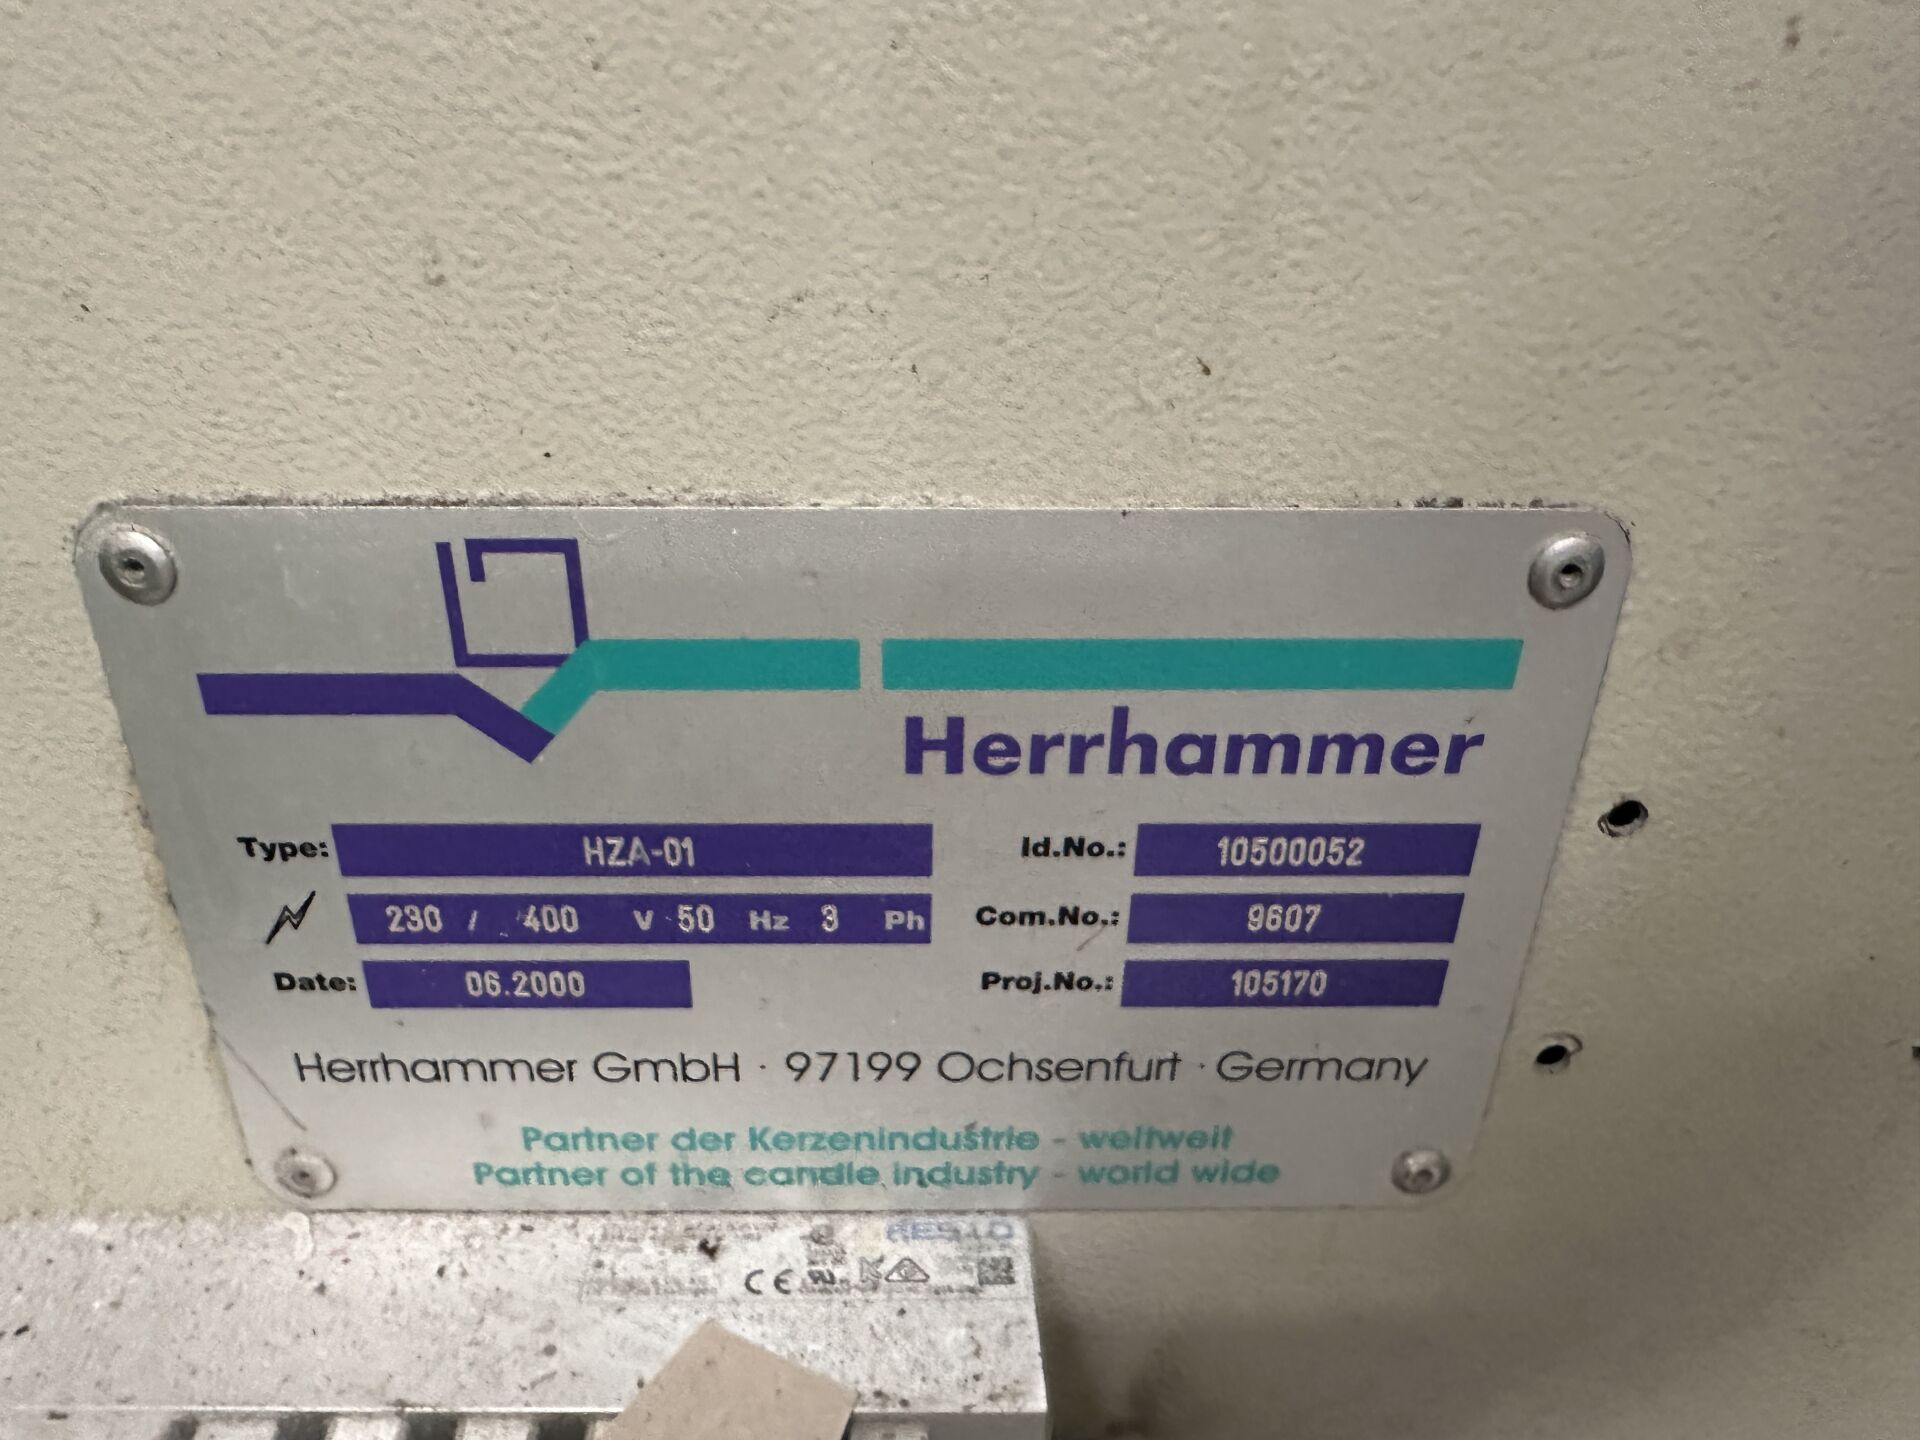 Herrhammer
Type: HZA-01 Id.No.: 10500052
230 / 400 V 50 Hz 3 Ph Com.No.: 9607
Date: 06.2000 Proj.No.: 105170
Herrhammer GmbH · 97199 Ochsenfurt · Germany
Partner der Kerzenindustrie - weltweit
Partner of the candle industry - world wide
CE